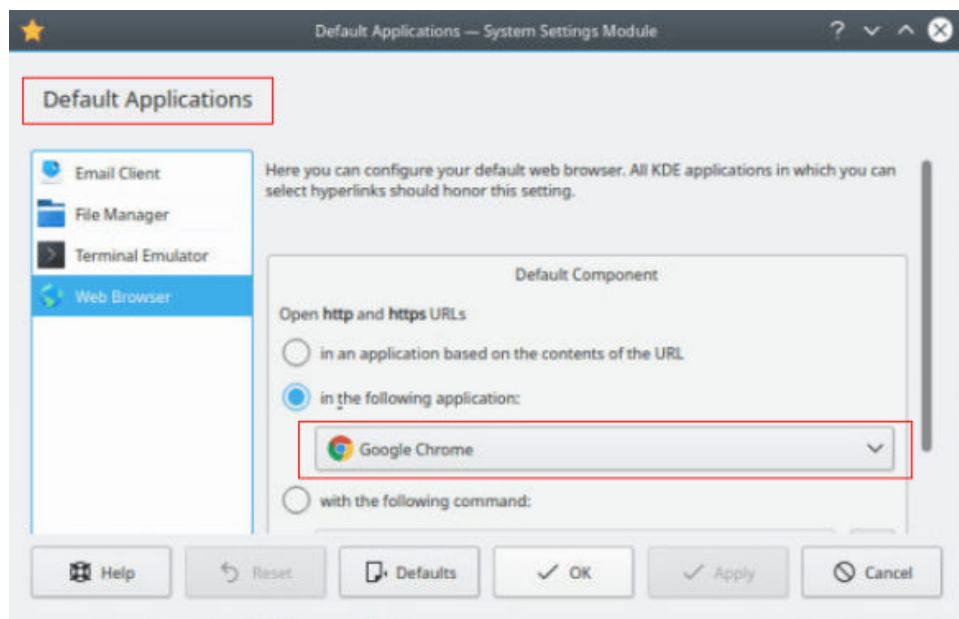 Default Applications — System Settings Module
Default Applications
Email Client
File Manager
Terminal Emulator
Web Browser
Here you can configure your default web browser. All KDE applications in which you can
select hyperlinks should honor this setting.
Default Component
Open http and https URLs
in an application based on the contents of the URL
in the following application:
Google Chrome
with the following command:
Help
Reset
Defaults
OK
Apply
Cancel